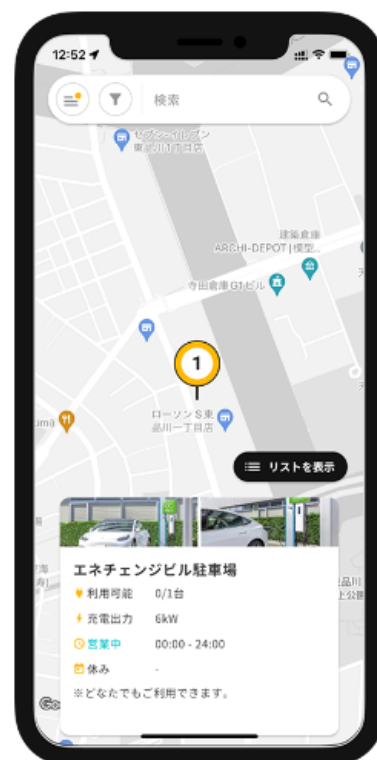 12:52
検索
セブン-イレブン
東品川1丁目店
建築倉庫
ARCHI-DEPOT|模型...
寺田倉庫 G1ビル
1
ローソン S 東
品川一丁目店
リストを表示
エネチェンジビル駐車場
利用可能 0/1台
充電出力 6kW
営業中 00:00 - 24:00
休み -
※どなたでもご利用できます。